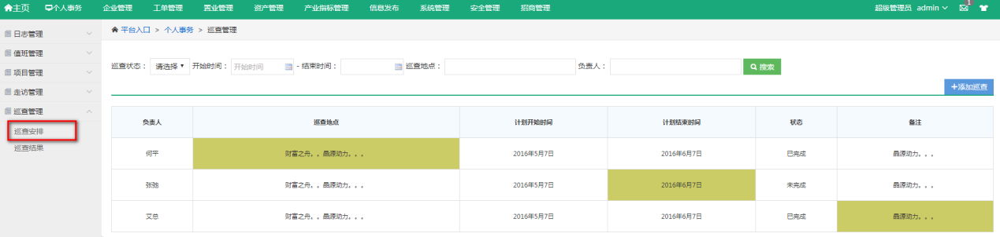 主页 个人事务 企业管理 工单管理 置业管理 资产管理 产业指标管理 信息发布 系统管理 安全管理 招商管理 超级管理员 admin 1
日志管理
值班管理
项目管理
走访管理
巡查管理
巡查安排
巡查结果
平台入口 > 个人事务 > 巡查管理
巡查状态： 请选择 开始时间： 开始时间 - 结束时间： 巡查地点： 负责人： 搜索
+添加巡查
负责人 巡查地点 计划开始时间 计划结束时间 状态 备注
何平 财富之舟。。晶源动力。。。 2016年5月7日 2016年6月7日 已完成 晶源动力。。。
张弛 财富之舟。。晶源动力。。。 2016年5月7日 2016年6月7日 未完成 晶源动力。。。
艾总 财富之舟。。晶源动力。。。 2016年5月7日 2016年6月7日 已完成 晶源动力。。。